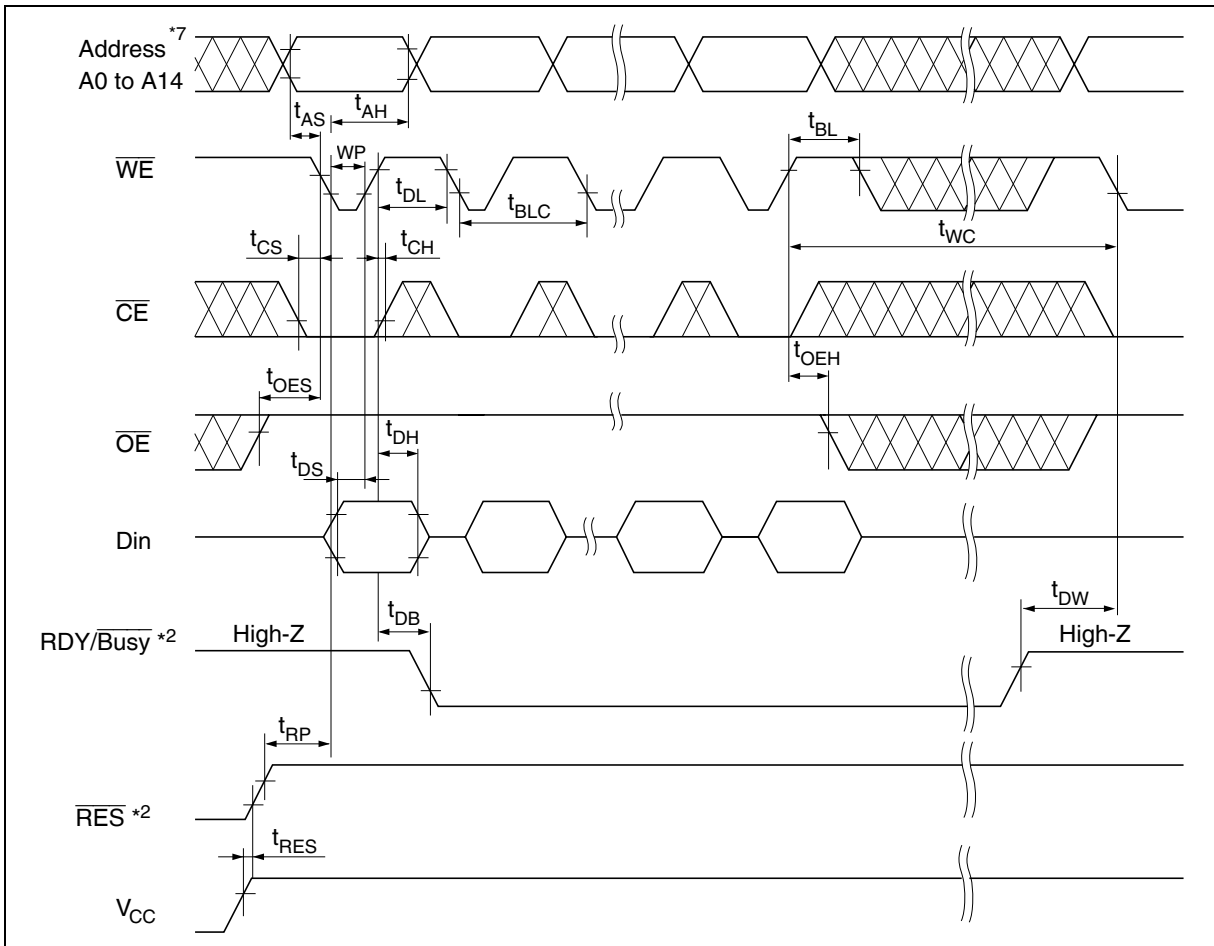 Address *7
A0 to A14
tAS
tAH
tBL
WE
WP
tDL
tBLC
tWC
tCS
tCH
CE
tOEH
tOES
OE
tDH
tDS
Din
tDB
tDW
RDY/Busy *2
High-Z
High-Z
tRP
RES *2
tRES
VCC